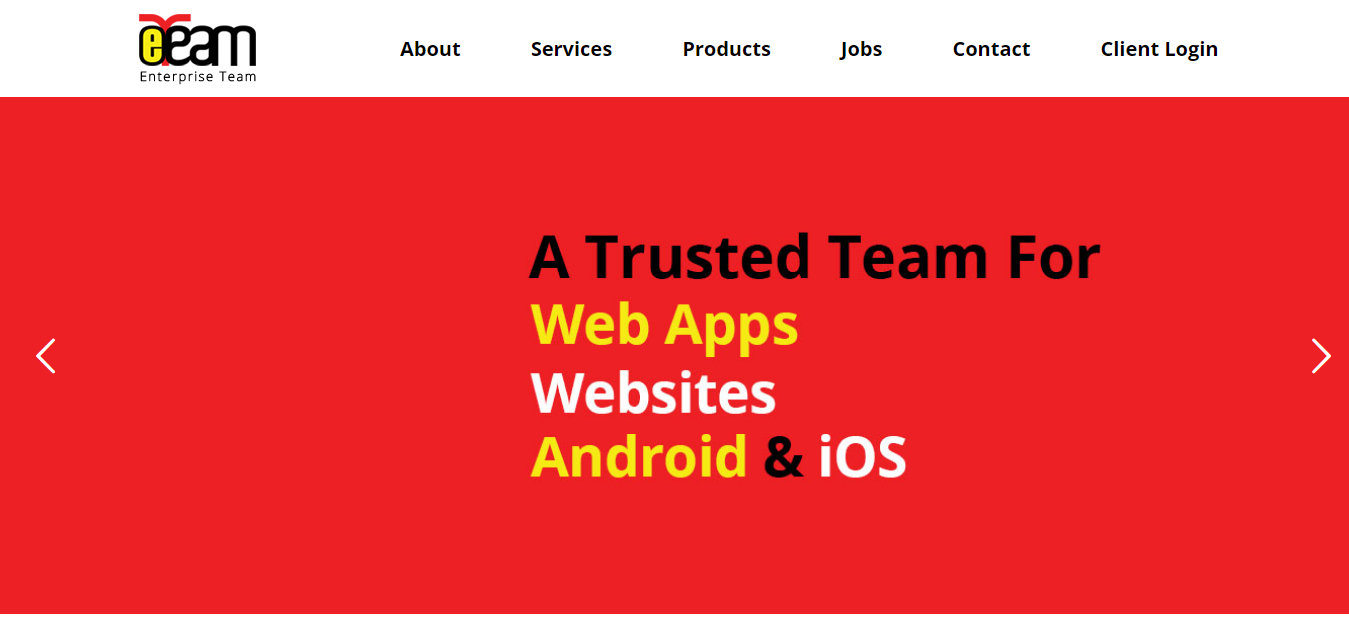 eTeam
Enterprise Team
About Services Products Jobs Contact Client Login
A Trusted Team For
Web Apps
Websites
Android & iOS